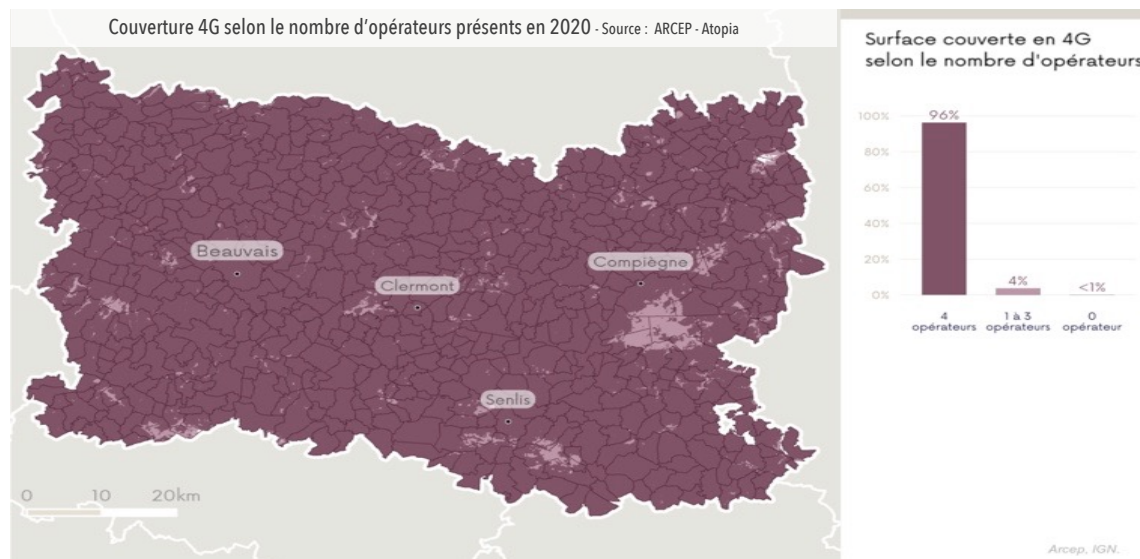 Couverture 4G selon le nombre d’opérateurs présents en 2020 - Source : ARCEP - Atopia
Beauvais
Clermont
Compiègne
Senlis
0 10 20km
Surface couverte en 4G
selon le nombre d'opérateurs
100%
80%
60%
40%
20%
0%
96%
4%
<1%
4
opérateurs
1 à 3
opérateurs
0
opérateur
Arcep, IGN.